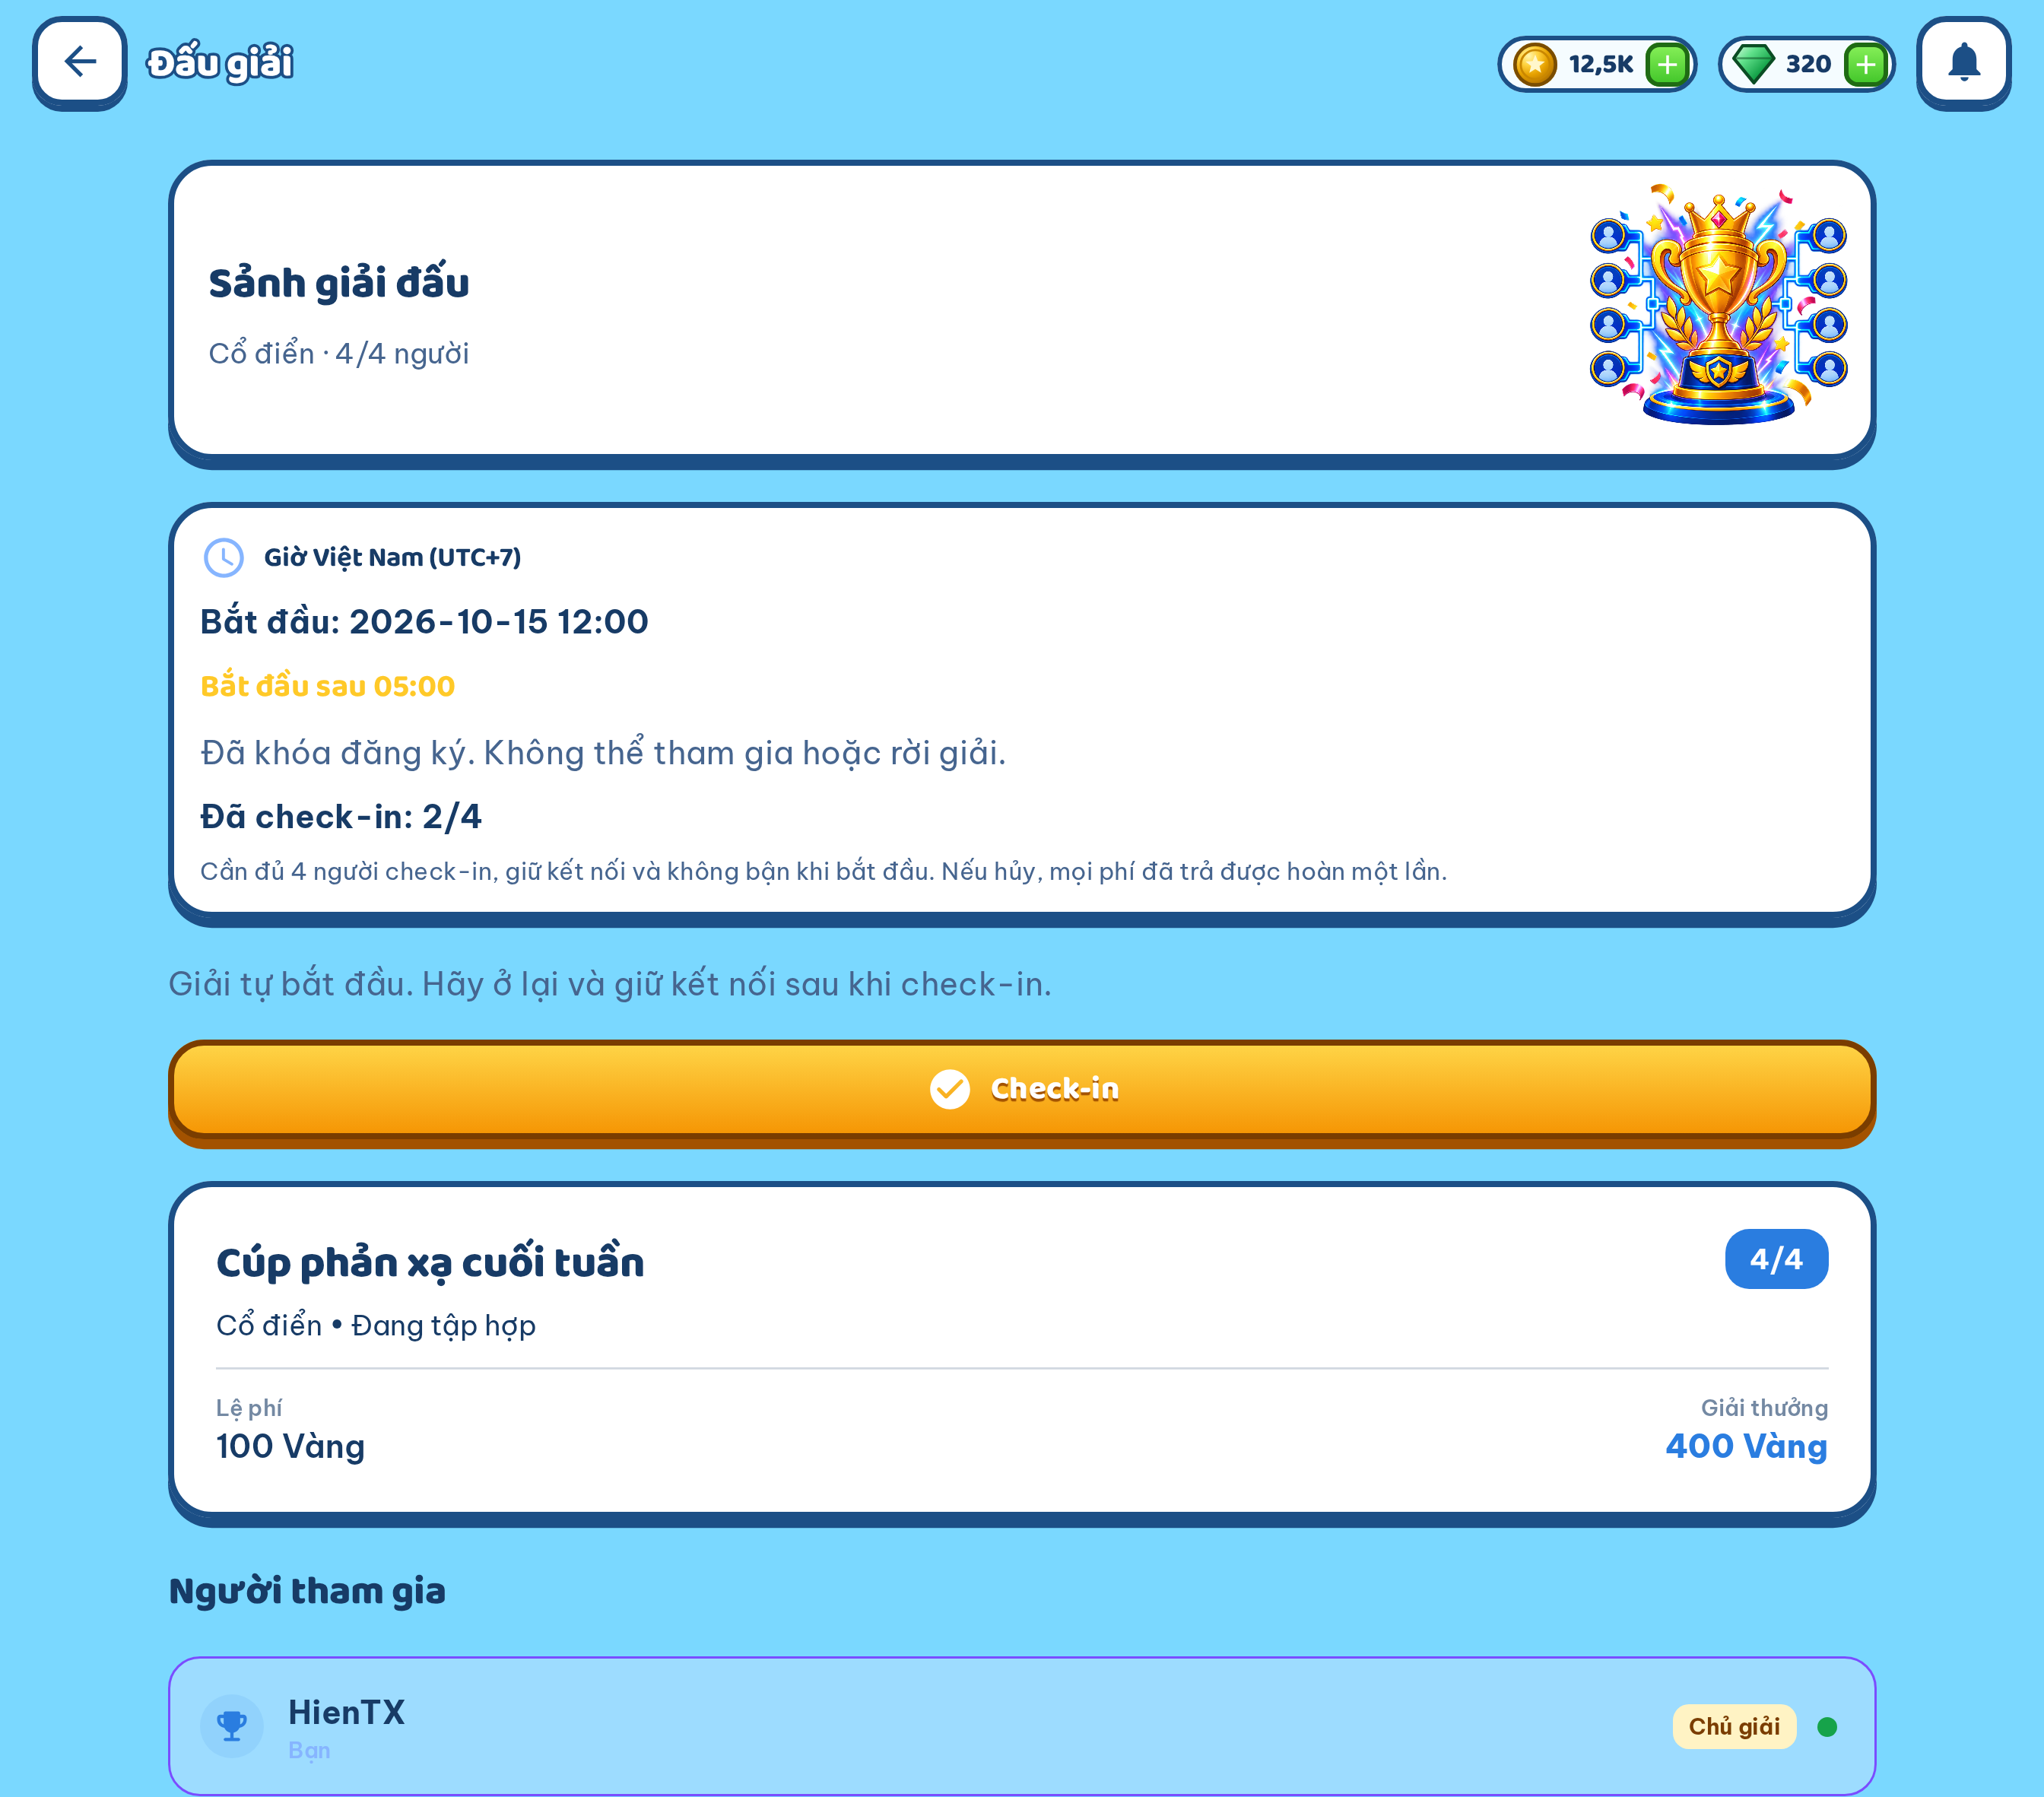 Đấu giải
12,5K
320
Sảnh giải đấu
Cổ điển · 4/4 người
Giờ Việt Nam (UTC+7)
Bắt đầu: 2026-10-15 12:00
Bắt đầu sau 05:00
Đã khóa đăng ký. Không thể tham gia hoặc rời giải.
Đã check-in: 2/4
Cần đủ 4 người check-in, giữ kết nối và không bận khi bắt đầu. Nếu hủy, mọi phí đã trả được hoàn một lần.
Giải tự bắt đầu. Hãy ở lại và giữ kết nối sau khi check-in.
Check-in
Cúp phản xạ cuối tuần
4/4
Cổ điển • Đang tập hợp
Lệ phí
Giải thưởng
100 Vàng
400 Vàng
Người tham gia
HienTX
Bạn
Chủ giải